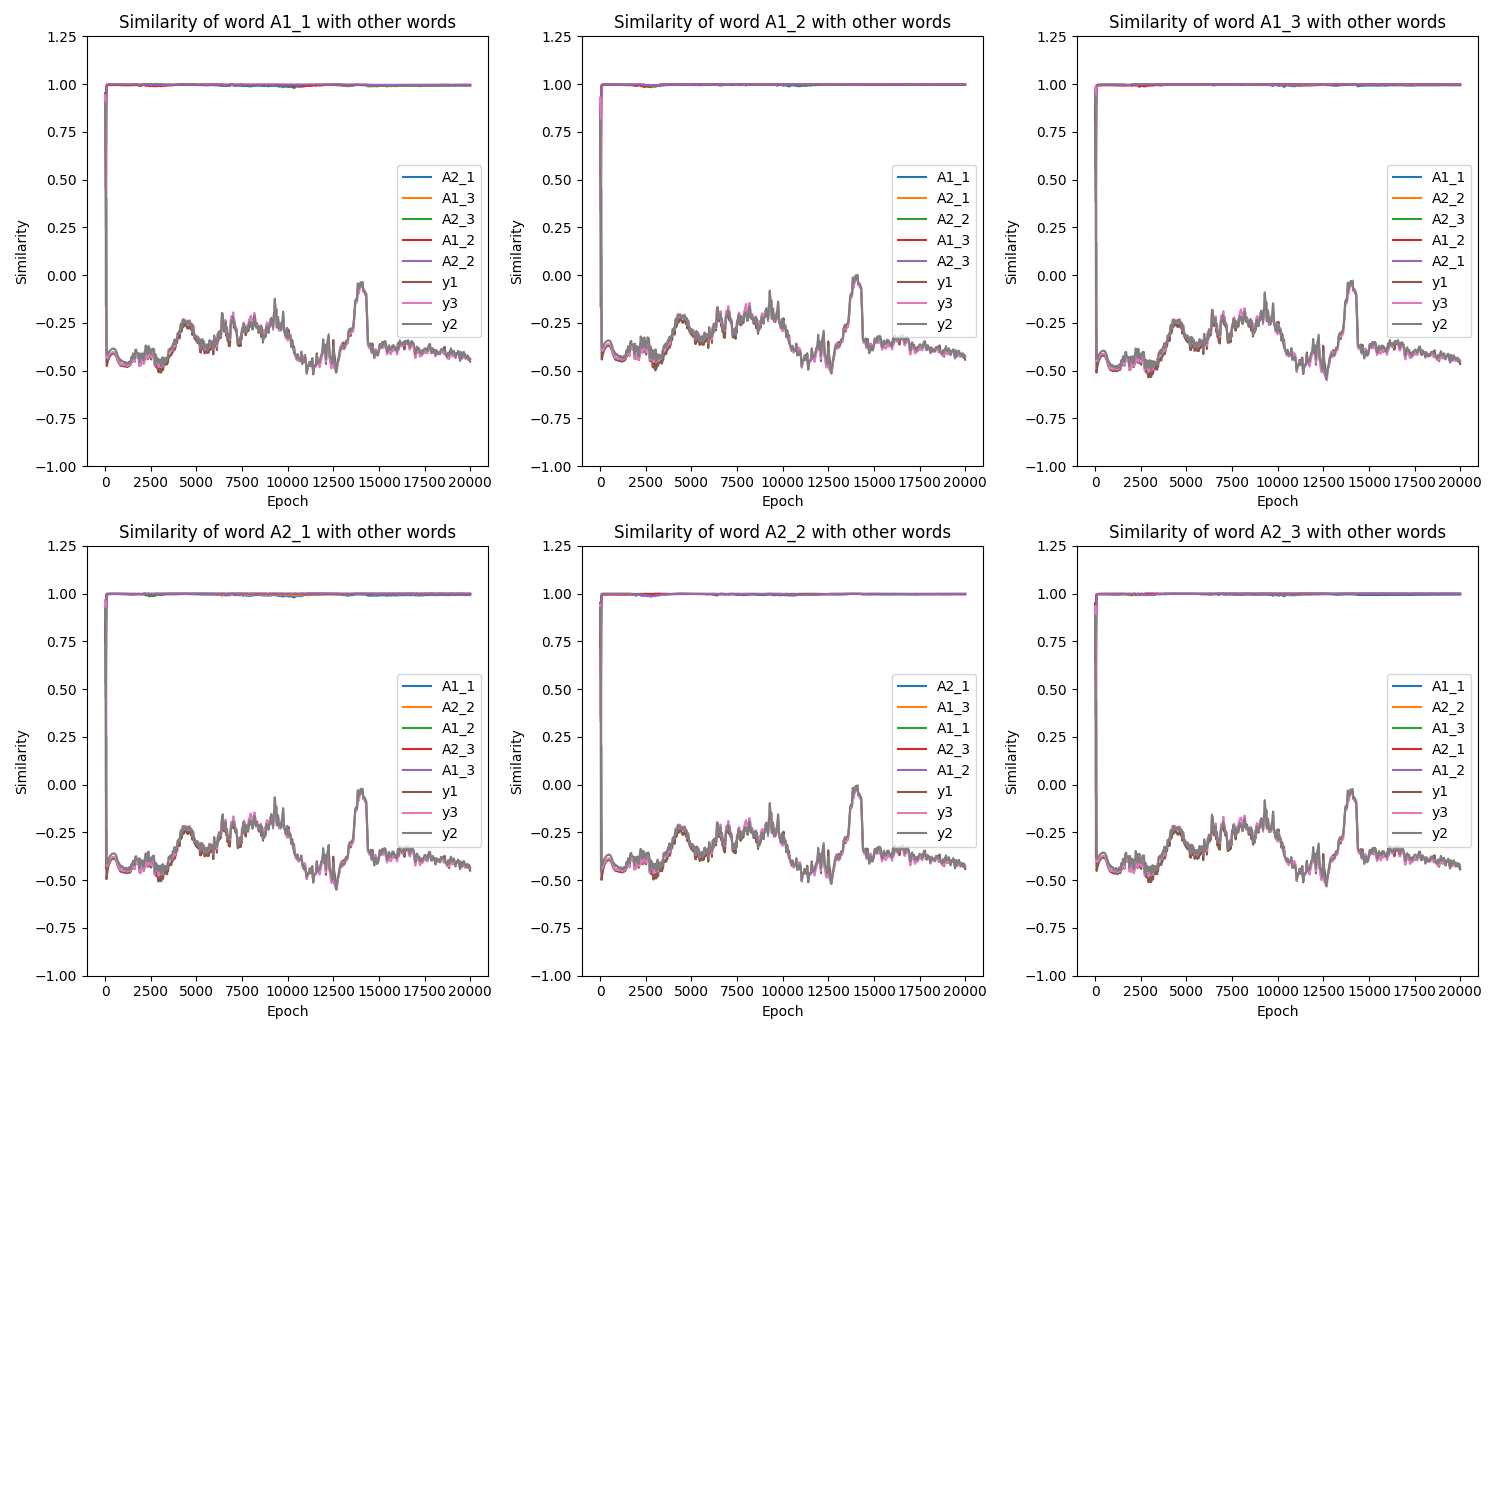 Similarity of word A1_1 with other words
1.25
1.00
0.75
0.50
0.25
0.00
−0.25
−0.50
−0.75
−1.00
Similarity
0 2500 5000 7500 10000 12500 15000 17500 20000
Epoch
A2_1
A1_3
A2_3
A1_2
A2_2
y1
y3
y2
Similarity of word A1_2 with other words
1.25
1.00
0.75
0.50
0.25
0.00
−0.25
−0.50
−0.75
−1.00
Similarity
0 2500 5000 7500 10000 12500 15000 17500 20000
Epoch
A1_1
A2_1
A2_2
A1_3
A2_3
y1
y3
y2
Similarity of word A1_3 with other words
1.25
1.00
0.75
0.50
0.25
0.00
−0.25
−0.50
−0.75
−1.00
Similarity
0 2500 5000 7500 10000 12500 15000 17500 20000
Epoch
A1_1
A2_2
A2_3
A1_2
A2_1
y1
y3
y2
Similarity of word A2_1 with other words
1.25
1.00
0.75
0.50
0.25
0.00
−0.25
−0.50
−0.75
−1.00
Similarity
0 2500 5000 7500 10000 12500 15000 17500 20000
Epoch
A1_1
A2_2
A1_2
A2_3
A1_3
y1
y3
y2
Similarity of word A2_2 with other words
1.25
1.00
0.75
0.50
0.25
0.00
−0.25
−0.50
−0.75
−1.00
Similarity
0 2500 5000 7500 10000 12500 15000 17500 20000
Epoch
A2_1
A1_3
A1_1
A2_3
A1_2
y1
y3
y2
Similarity of word A2_3 with other words
1.25
1.00
0.75
0.50
0.25
0.00
−0.25
−0.50
−0.75
−1.00
Similarity
0 2500 5000 7500 10000 12500 15000 17500 20000
Epoch
A1_1
A2_2
A1_3
A2_1
A1_2
y1
y3
y2